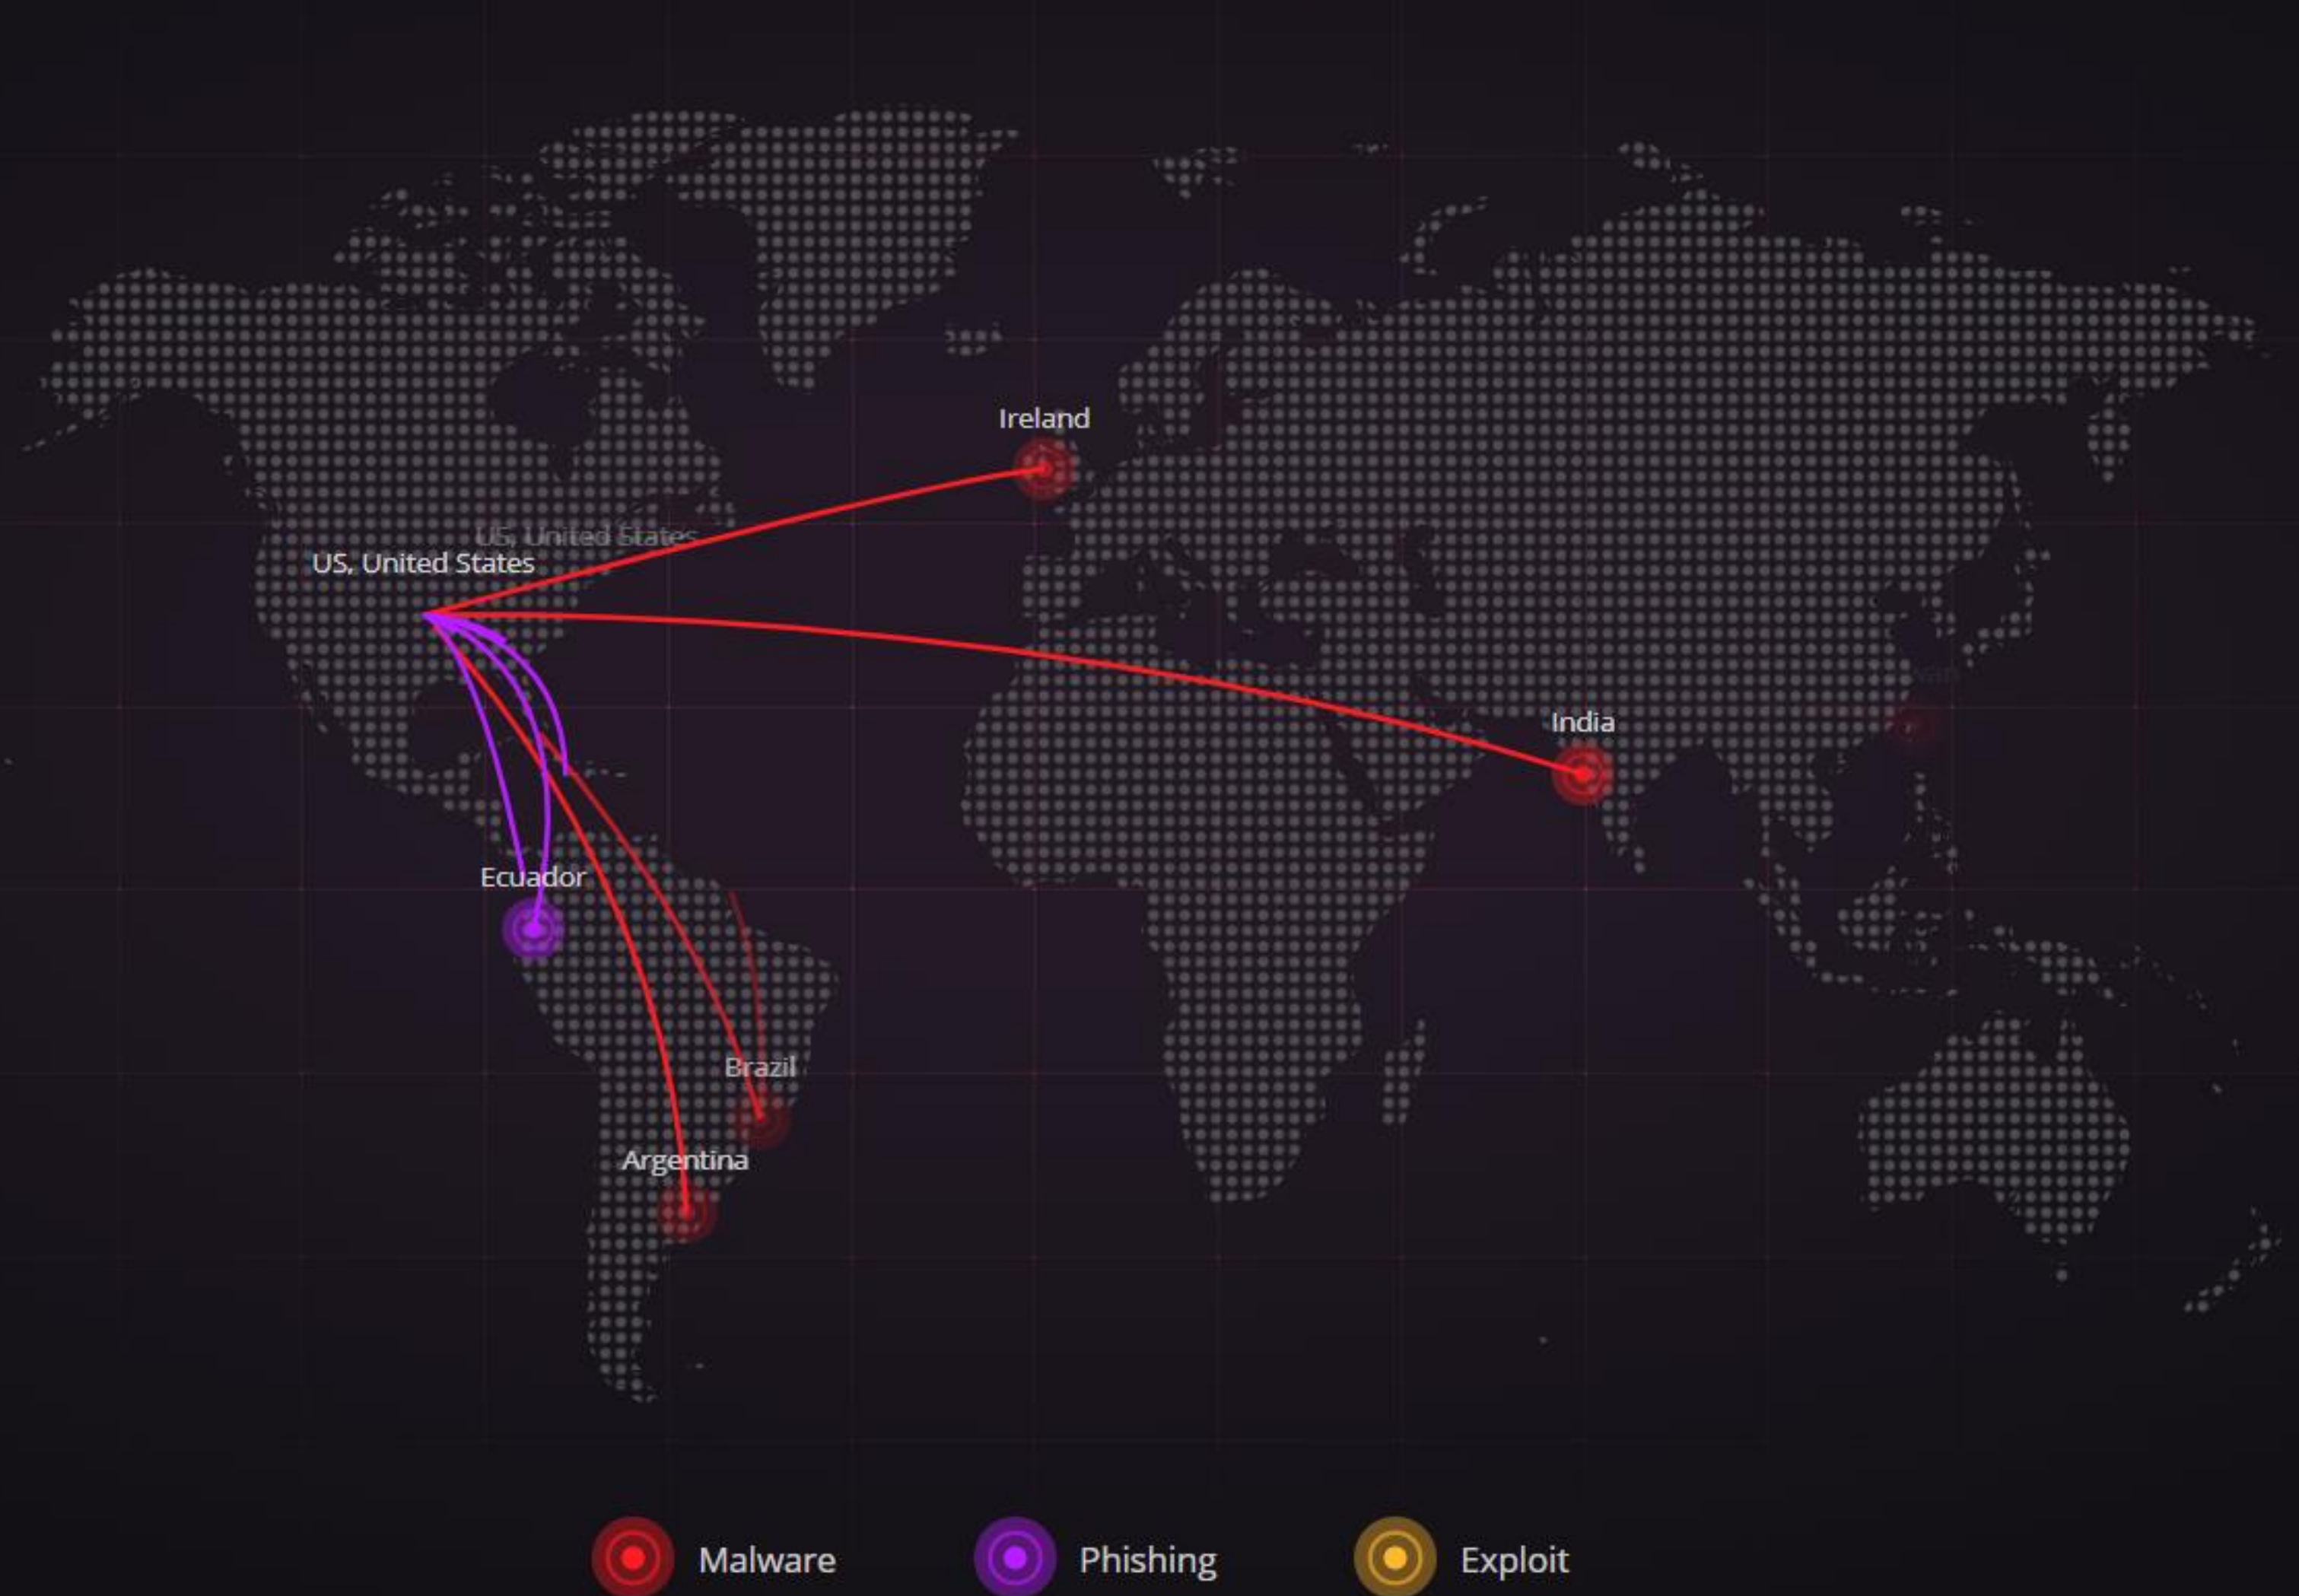 Ireland
US, United States
US, United States
India
Ecuador
Brazil
Argentina
Malware
Phishing
Exploit